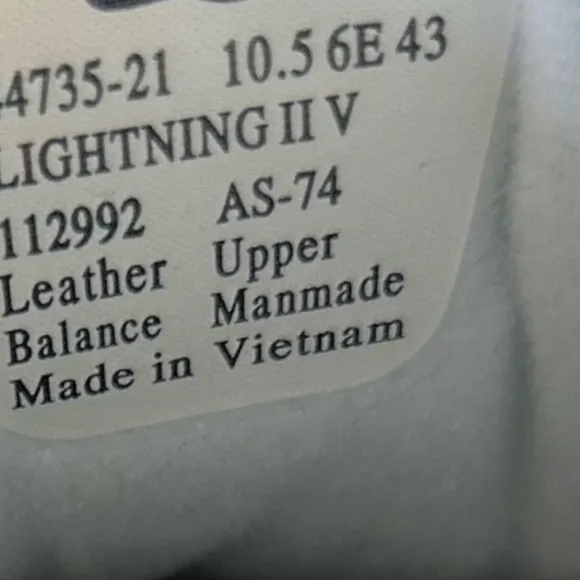 4735-21 10.5 6E 43
LIGHTNING II V
112992 AS-74
Leather Upper
Balance Manmade
Made in Vietnam